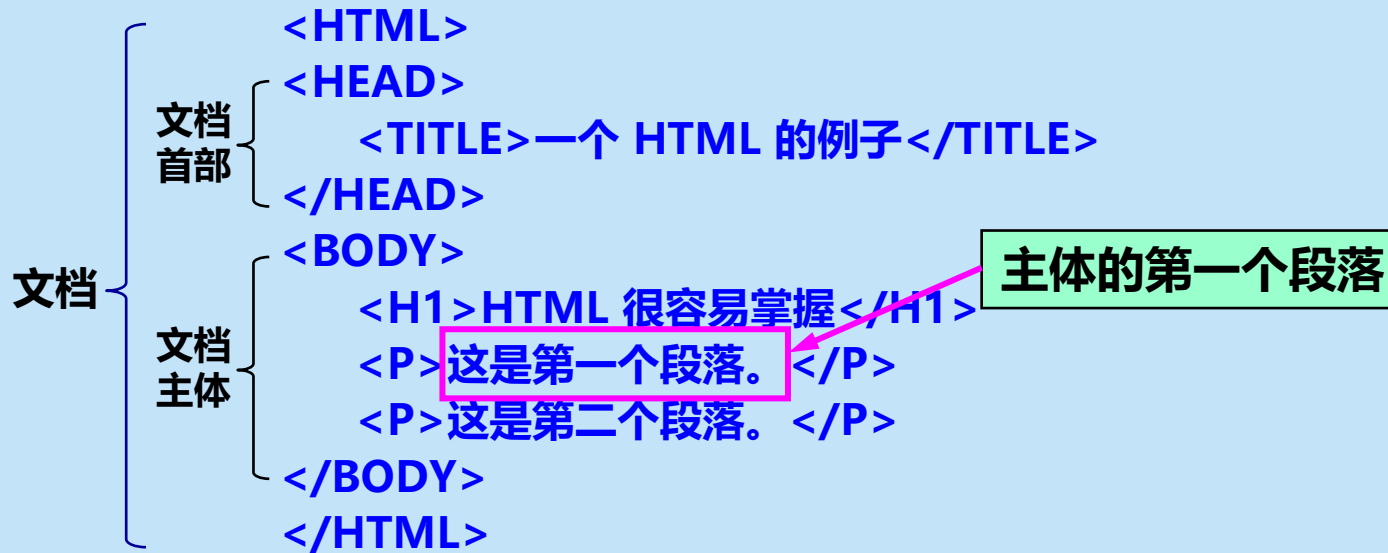 <HTML>
<HEAD>
文档
首部
<TITLE>一个 HTML 的例子</TITLE>
</HEAD>
<BODY>
主体的第一个段落
文档
<H1>HTML 很容易掌握</H1>
文档
主体
<P>这是第一个段落。</P>
<P>这是第二个段落。</P>
</BODY>
</HTML>